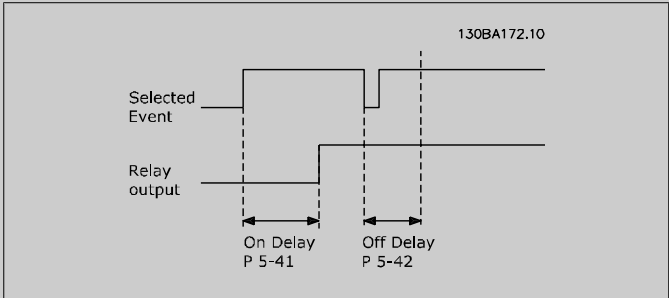 130BA172.10
Selected
Event
Relay
output
On Delay
P 5-41
Off Delay
P 5-42